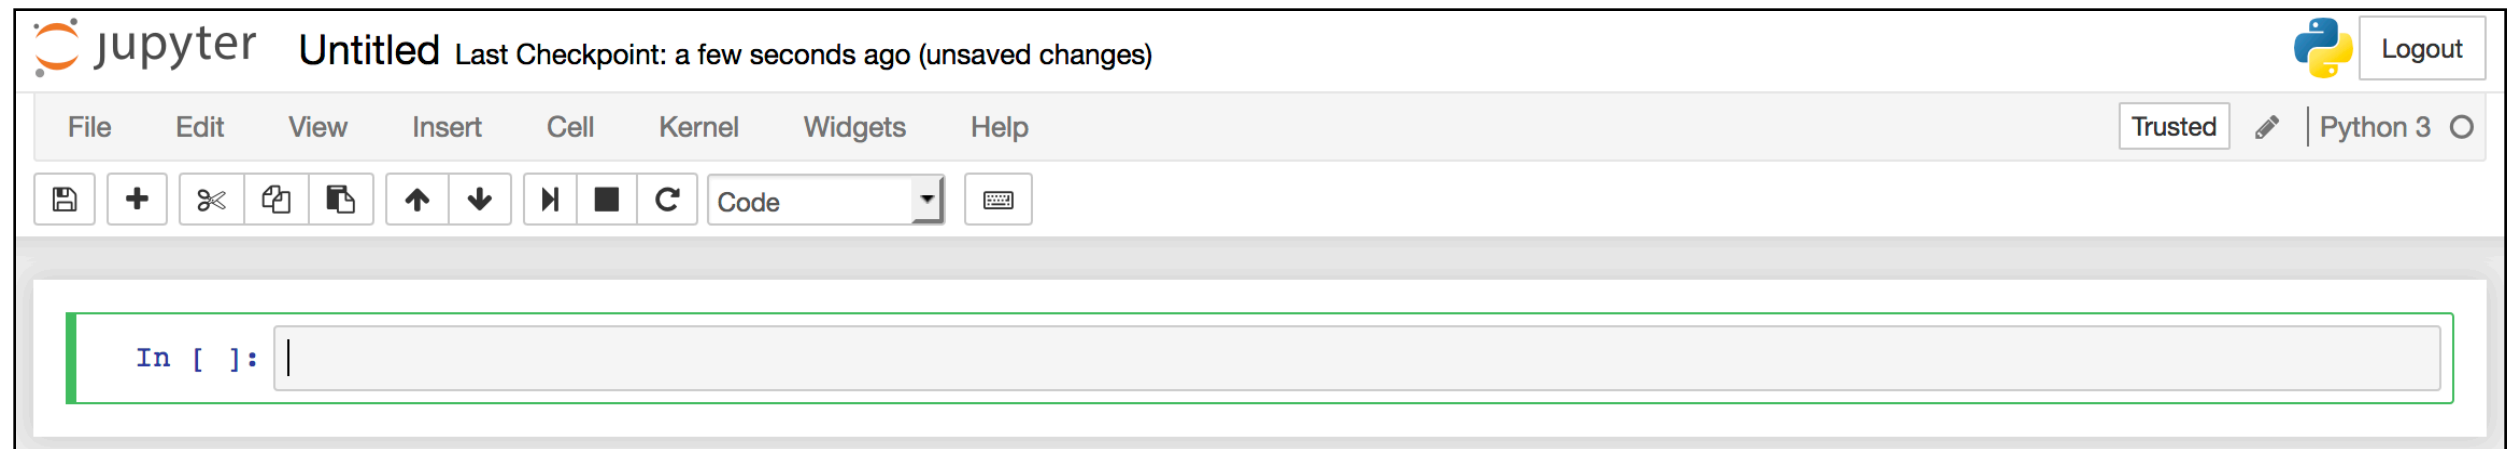 jupyter Untitled Last Checkpoint: a few seconds ago (unsaved changes) Logout
File Edit View Insert Cell Kernel Widgets Help Trusted Python 3
Code
In [ ]: